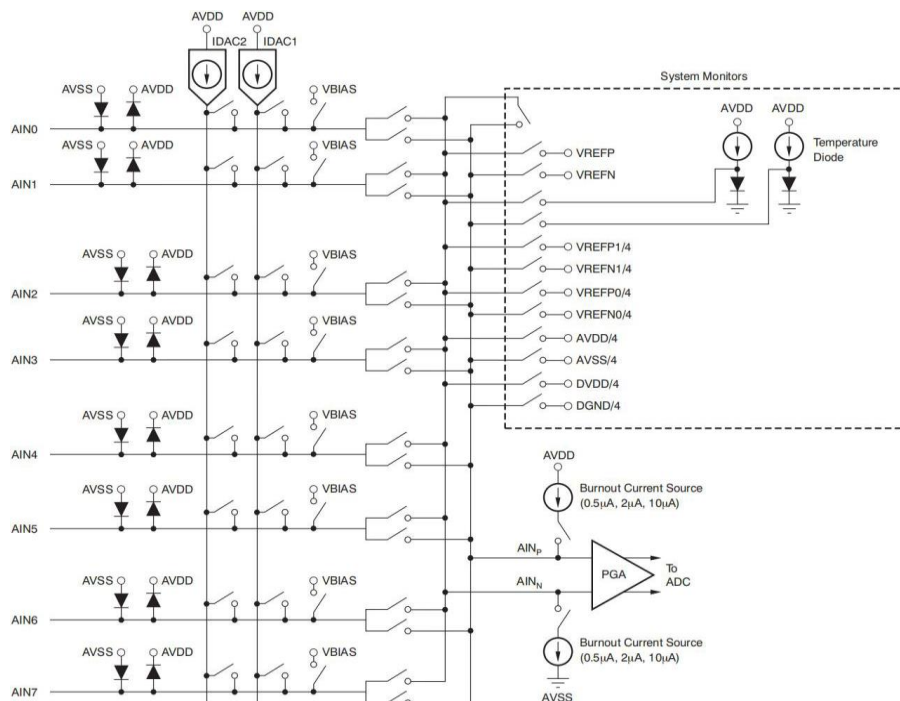 AVDD AVDD
IDAC2 IDAC1
System Monitors
AVSS AVDD VBIAS
AIN0
AVDD AVDD
Temperature
Diode
AVSS AVDD VBIAS
VREFP
VREFN
AIN1
VREFP1/4
AVSS AVDD VBIAS
VREFN1/4
AIN2
VREFP0/4
VREFN0/4
AVSS AVDD VBIAS
AVDD/4
AIN3
AVSS/4
DVDD/4
DGND/4
AVSS AVDD VBIAS
AIN4
AVDD
Burnout Current Source
(0.5μA, 2μA, 10μA)
AVSS AVDD VBIAS
AIN5
AINP
PGA
To
ADC
AINN
AVSS AVDD VBIAS
AIN6
Burnout Current Source
(0.5μA, 2μA, 10μA)
AVSS AVDD VBIAS
AIN7
AVSS